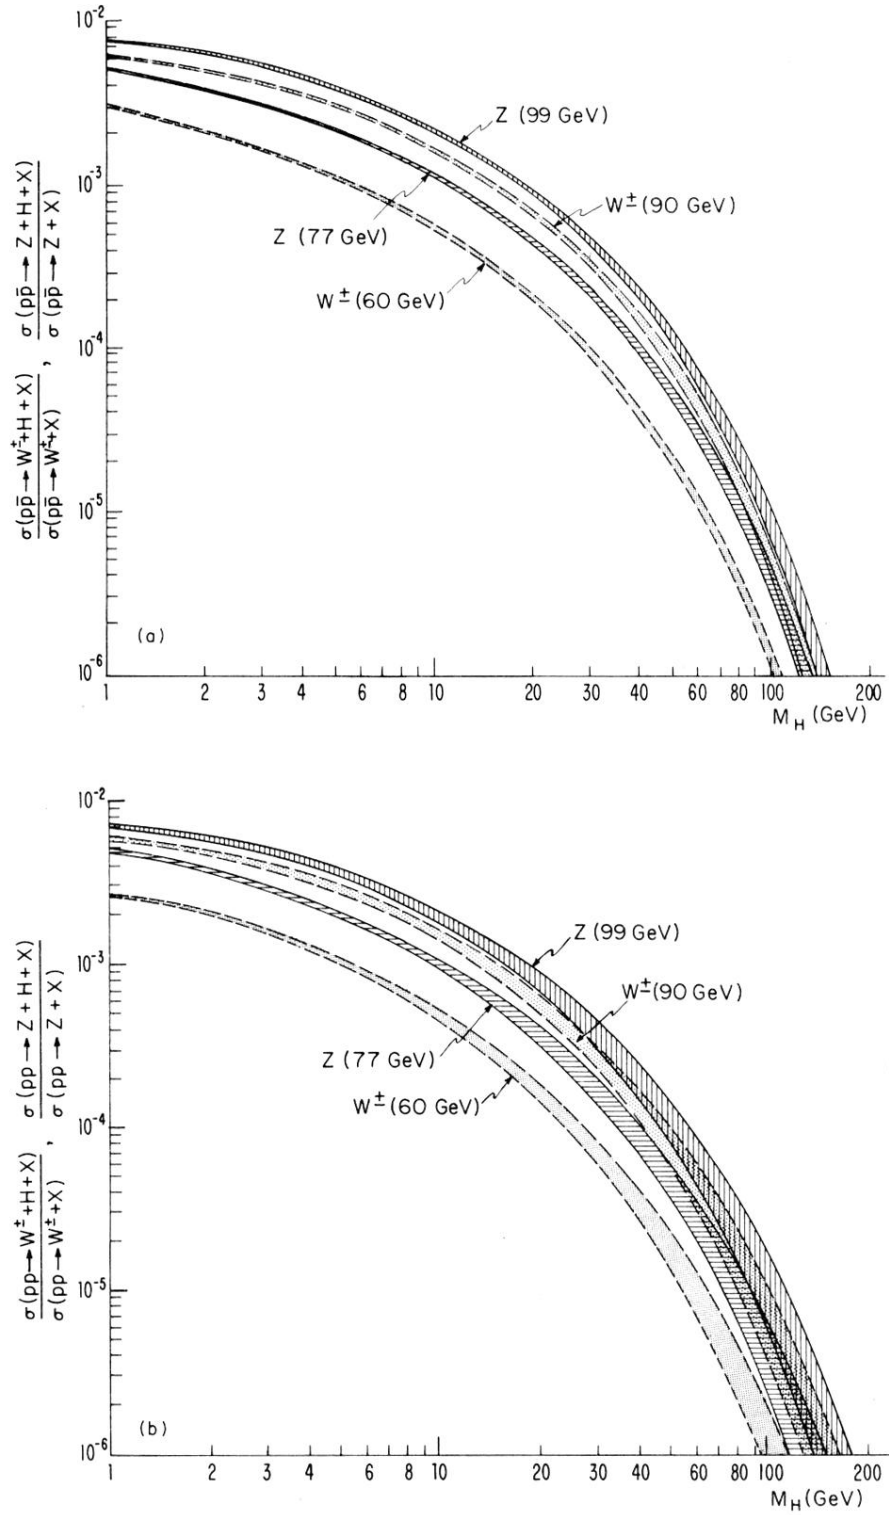 10⁻²
10⁻³
10⁻⁴
10⁻⁵
10⁻⁶
σ(pp̄→W±+H+X)
σ(pp̄→W±+X)
,
σ(pp̄→Z+H+X)
σ(pp̄→Z+X)
Z (99 GeV)
W±(90 GeV)
Z (77 GeV)
W±(60 GeV)
(a)
1 2 3 4 6 8 10 20 30 40 60 80 100 200
M_H (GeV)
10⁻²
10⁻³
10⁻⁴
10⁻⁵
10⁻⁶
σ(pp→W±+H+X)
σ(pp→W±+X)
,
σ(pp→Z+H+X)
σ(pp→Z+X)
Z (99 GeV)
W±(90 GeV)
Z (77 GeV)
W±(60 GeV)
(b)
1 2 3 4 6 8 10 20 30 40 60 80 100 200
M_H (GeV)